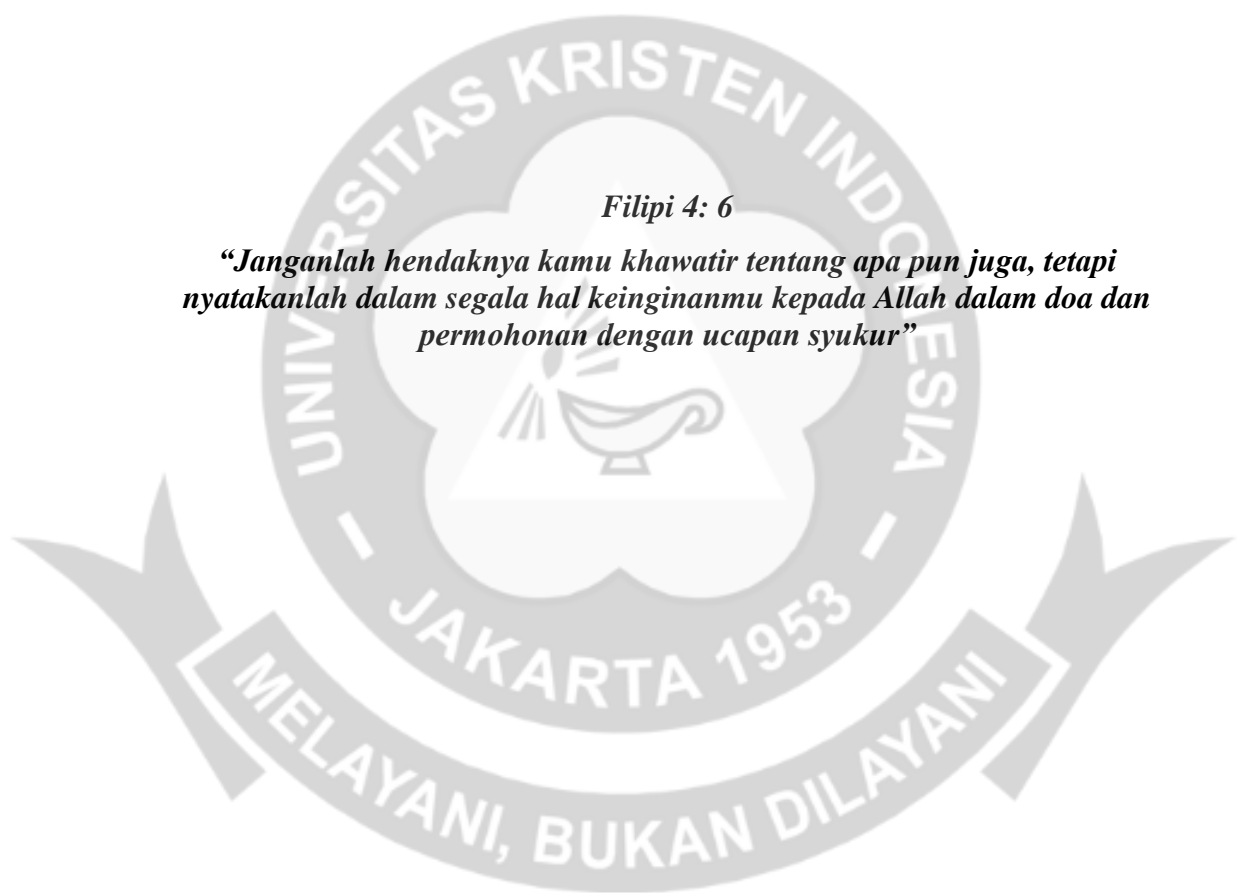 UNIVERSITAS KRISTEN INDONESIA
Filipi 4: 6
“Janganlah hendaknya kamu khawatir tentang apa pun juga, tetapi
nyatakanlah dalam segala hal keinginanmu kepada Allah dalam doa dan
permohonan dengan ucapan syukur”
JAKARTA 1953
MELAYANI, BUKAN DILAYANI